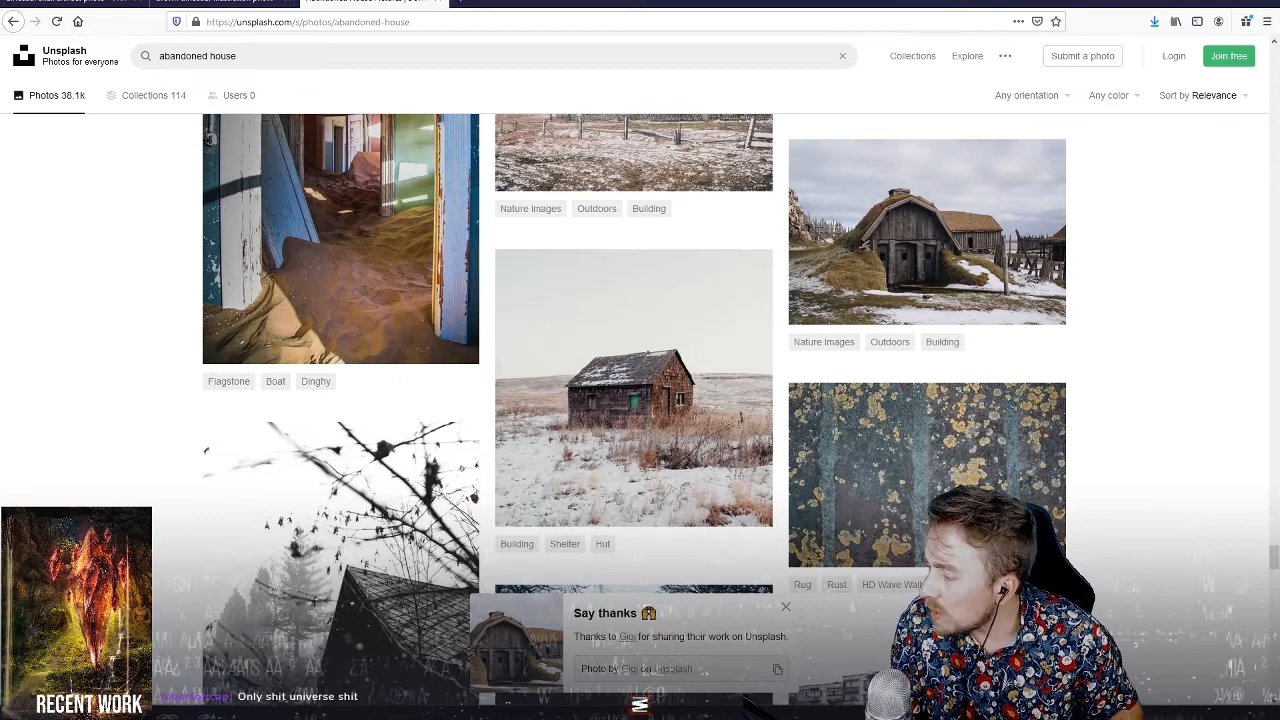 https://unsplash.com/s/photos/abandoned-house
Unsplash
Photos for everyone
abandoned house
Collections
Explore
Submit a photo
Login
Join free
Photos 38.1k
Collections 114
Users 0
Any orientation
Any color
Sort by Relevance
Nature Images
Outdoors
Building
Nature Images
Outdoors
Building
Flagstone
Boat
Dinghy
Building
Shelter
Hut
Rug
Rust
HD Wave
Say thanks
Thanks to Gigi for sharing their work on Unsplash.
Photo by Gigi on Unsplash
Only shit universe shit
RECENT WORK